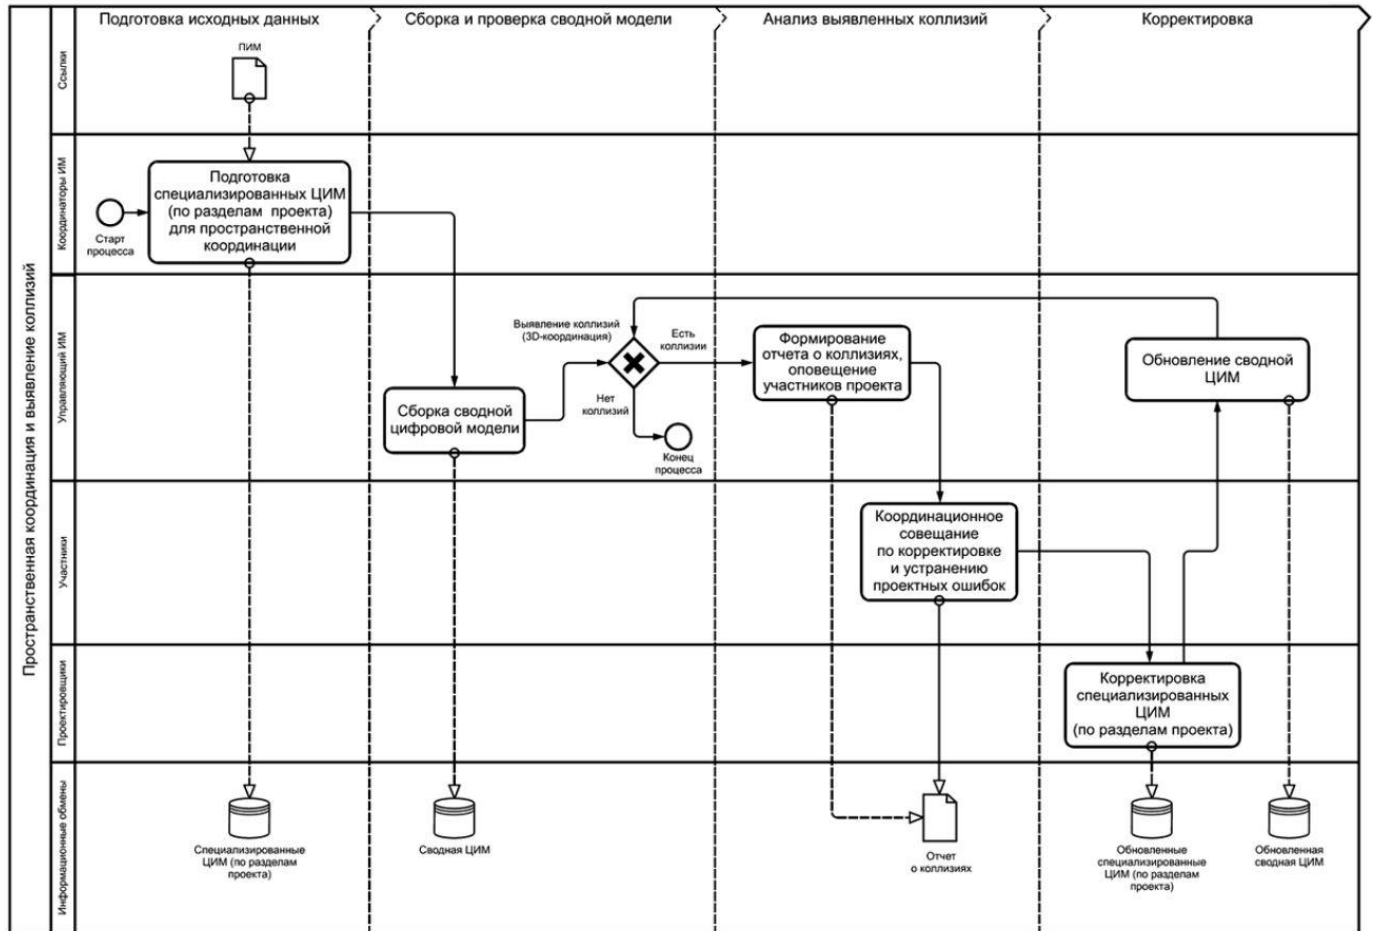 Подготовка исходных данных
Сборка и проверка сводной модели
Анализ выявленных коллизий
Корректировка
Пространственная координация и выявление коллизий
Ссылки
ПИМ
Координаторы ИМ
Старт
процесса
Подготовка
специализированных ЦИМ
(по разделам проекта)
для пространственной
координации
Управляющий ИМ
Сборка сводной
цифровой модели
Выявление коллизий
(3D-координация)
Есть
коллизии
Нет
коллизий
Конец
процесса
Формирование
отчета о коллизиях,
оповещение
участников проекта
Обновление сводной
ЦИМ
Участники
Координационное
совещание
по корректировке
и устранению
проектных ошибок
Проектировщики
Корректировка
специализированных
ЦИМ
(по разделам проекта)
Информационные обмены
Специализированные
ЦИМ (по разделам
проекта)
Сводная ЦИМ
Отчет
о коллизиях
Обновленные
специализированные
ЦИМ (по разделам
проекта)
Обновленная
сводная ЦИМ